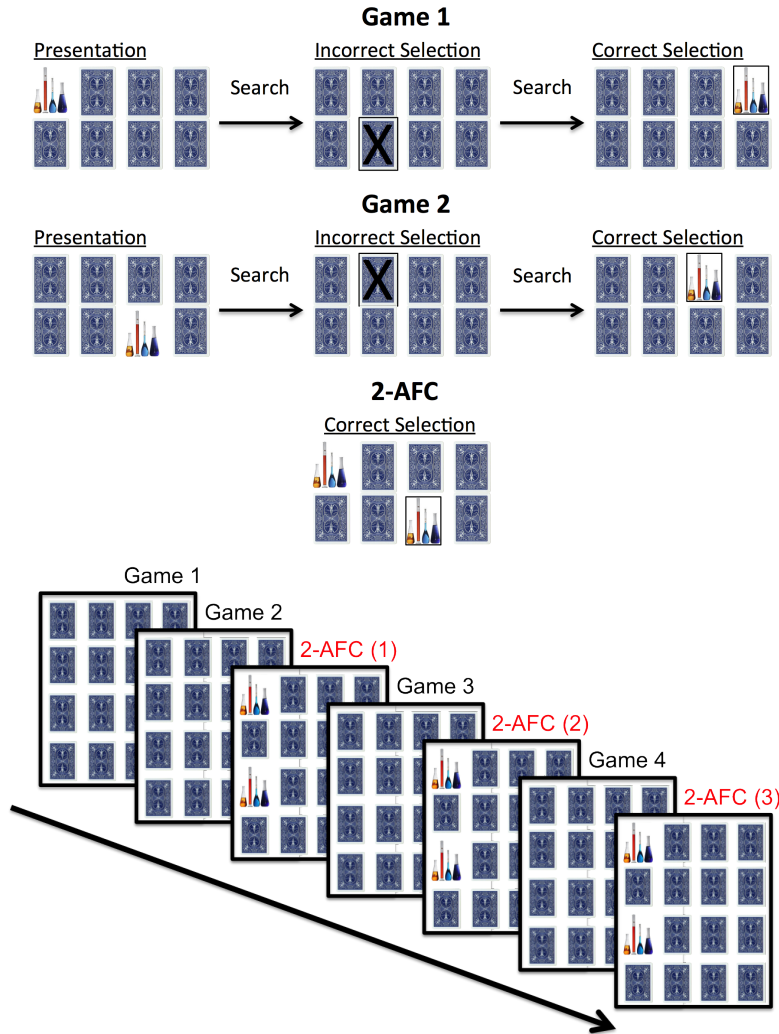 Game 1
Presentation
Incorrect Selection
Correct Selection
Search
Search
X
Game 2
Presentation
Incorrect Selection
Correct Selection
Search
Search
X
2-AFC
Correct Selection
Game 1
Game 2
2-AFC (1)
Game 3
2-AFC (2)
Game 4
2-AFC (3)